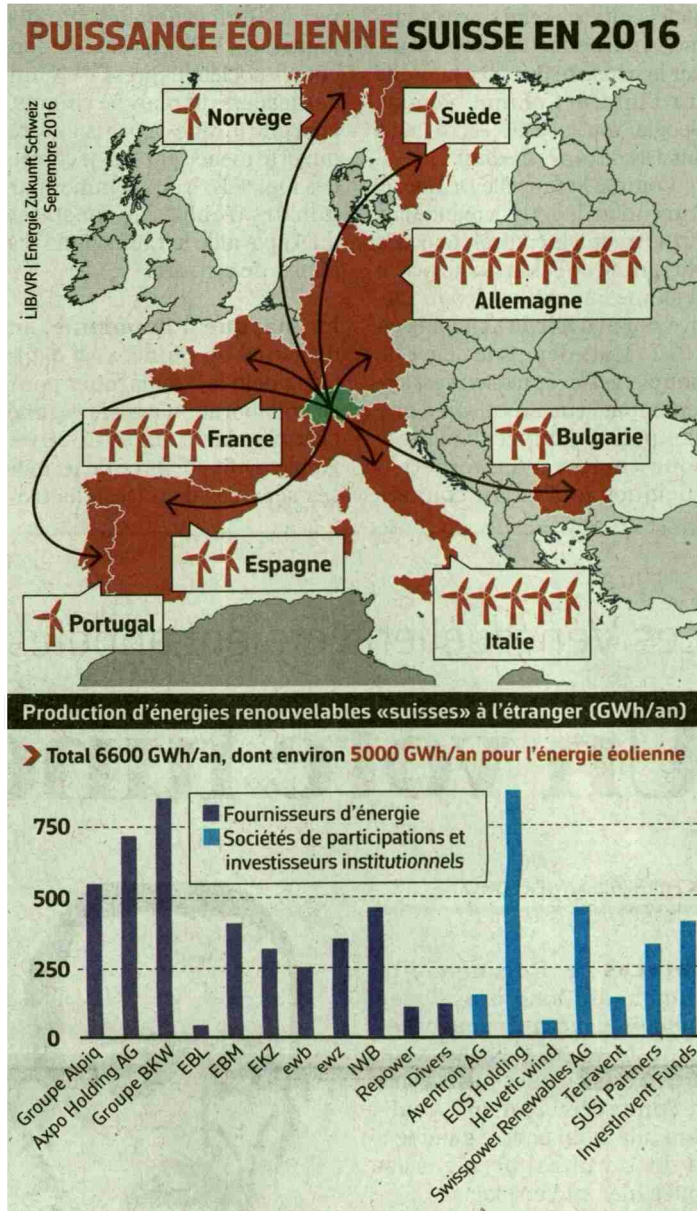 PUISSANCE ÉOLIENNE SUISSE EN 2016
LIB/VR | Energie Zukunft Schweiz
Septembre 2016
Norvège
Suède
Allemagne
France
Bulgarie
Espagne
Portugal
Italie
Production d'énergies renouvelables «suisses» à l'étranger (GWh/an)
Total 6600 GWh/an, dont environ 5000 GWh/an pour l'énergie éolienne
Fournisseurs d'énergie
Sociétés de participations et
investisseurs institutionnels
750
500
250
0
Groupe Alpiq
Axpo Holding AG
Groupe BKW
EBL
EBM
EKZ
ewb
ewz
IWB
Repower
Divers
Aventron AG
EOS Holding
Helvetic wind
Swisspower Renewables AG
Terravent
SUSI Partners
InvestInvent Funds